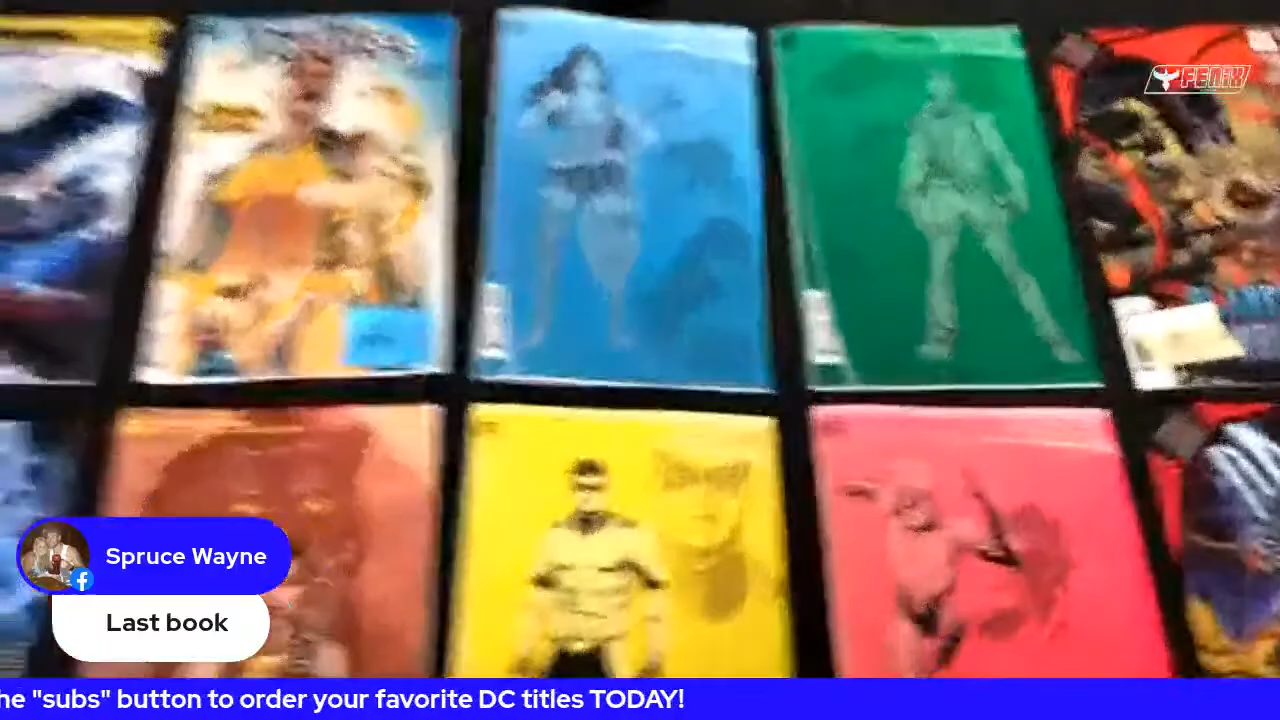 FENIX
Spruce Wayne
Last book
he "subs" button to order your favorite DC titles TODAY!